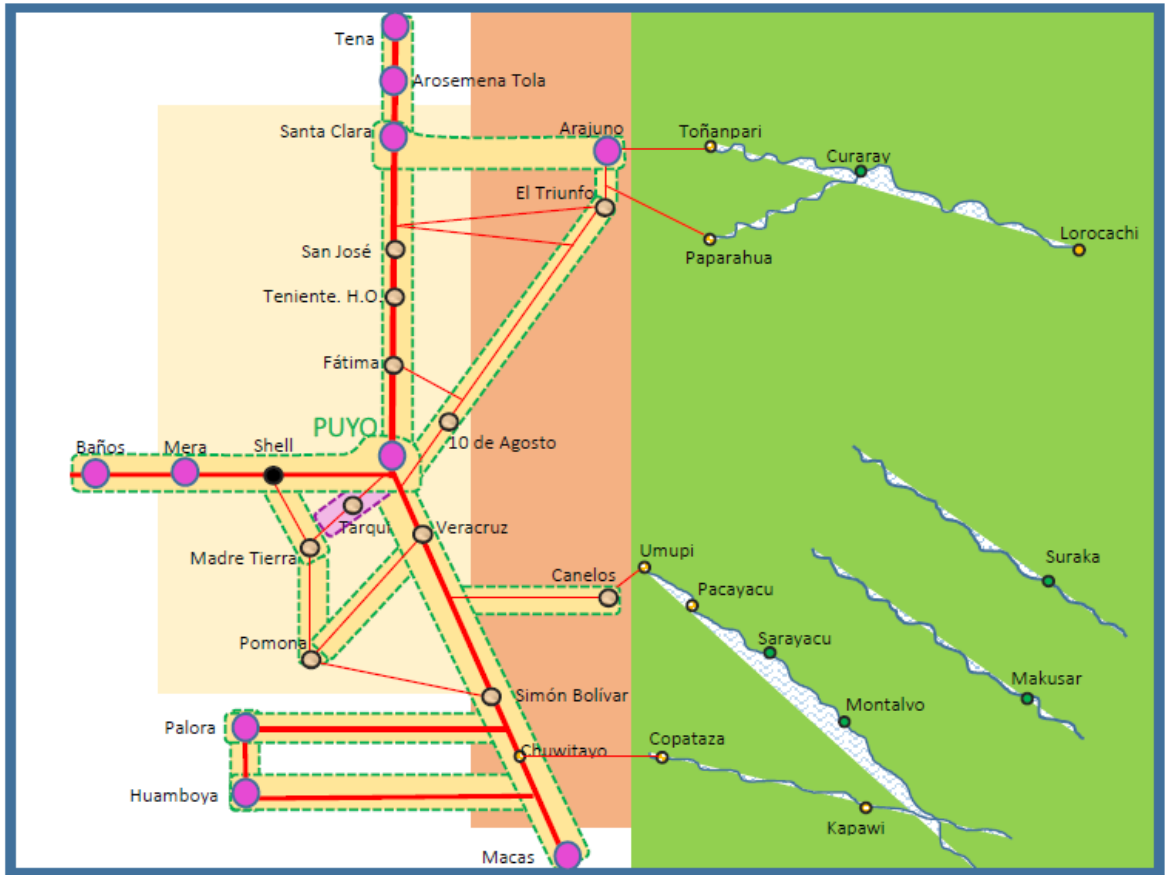 Tena
Arosemena Tola
Santa Clara
Arajuno
Toñanpari
Curaray
El Triunfo
San José
Paparahua
Lorocachi
Teniente. H.O.
Fátima
PUYO
10 de Agosto
Baños
Mera
Shell
Tarqui
Veracruz
Madre Tierra
Umupi
Suraka
Canelos
Pacayacu
Pomona
Sarayacu
Makusar
Simón Bolívar
Montalvo
Palora
Chuwitayo
Copataza
Huamboya
Kapawi
Macas